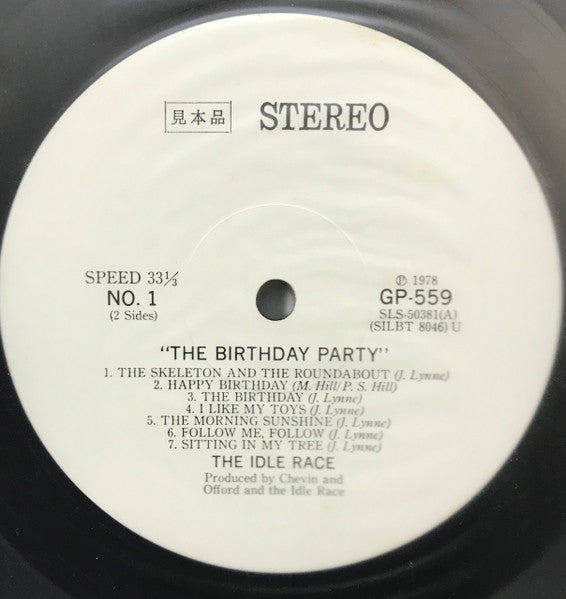 見本品 STEREO
SPEED 33⅓
NO. 1
(2 Sides)
Ⓟ 1978
GP-559
SLS-50381(A)
(SILBT 8046) U
"THE BIRTHDAY PARTY"
1. THE SKELETON AND THE ROUNDABOUT (J. Lynne)
2. HAPPY BIRTHDAY (M. Hill/P. S. Hill)
3. THE BIRTHDAY (J. Lynne)
4. I LIKE MY TOYS (J. Lynne)
5. THE MORNING SUNSHINE (J. Lynne)
6. FOLLOW ME, FOLLOW (J. Lynne)
7. SITTING IN MY TREE (J. Lynne)
THE IDLE RACE
Produced by Chevin and
Offord and the Idle Race